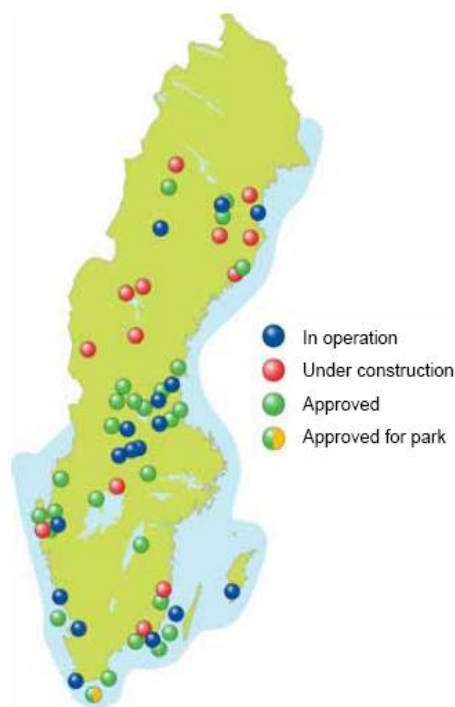 In operation
Under construction
Approved
Approved for park